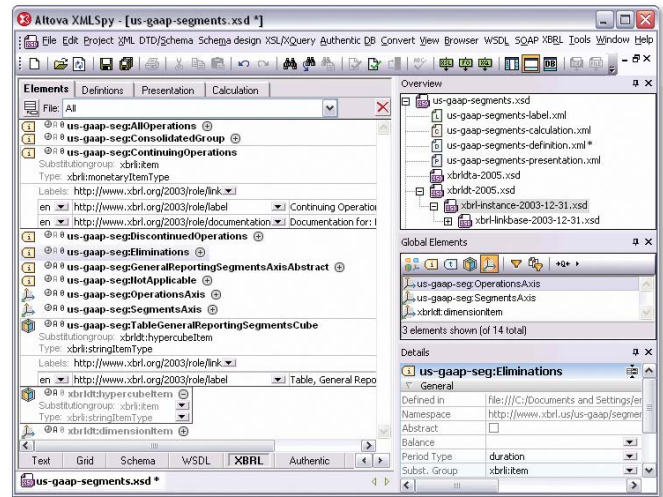 Altova XMLSpy - [us-gaap-segments.xsd *]
File Edit Project XML DTD/Schema Schema design XSL/XQuery Authentic DB Convert View Browser WSDL SOAP XBRL Tools Window Help
Elements Definitions Presentation Calculation
File: All
us-gaap-seg:AllOperations
us-gaap-seg:ConsolidatedGroup
us-gaap-seg:ContinuingOperations
Substitutiongroup: xbrli:item
Type: xbrli:monetaryItemType
Labels: http://www.xbrl.org/2003/role/link
en http://www.xbrl.org/2003/role/label Continuing Operation
en http://www.xbrl.org/2003/role/documentation Documentation for:
us-gaap-seg:DiscontinuedOperations
us-gaap-seg:Eliminations
us-gaap-seg:GeneralReportingSegmentsAxisAbstract
us-gaap-seg:NotApplicable
us-gaap-seg:OperationsAxis
us-gaap-seg:SegmentsAxis
us-gaap-seg:TableGeneralReportingSegmentsCube
Substitutiongroup: xbrldt:hypercubeItem
Type: xbrli:stringItemType
Labels: http://www.xbrl.org/2003/role/link
en http://www.xbrl.org/2003/role/label Table, General Repo
xbrldt:hypercubeItem
Substitutiongroup: xbrli:item
Type: xbrli:stringItemType
xbrldt:dimensionItem
Text Grid Schema WSDL XBRL Authentic
us-gaap-segments.xsd *
Overview
us-gaap-segments.xsd
us-gaap-segments-label.xml
us-gaap-segments-calculation.xml
us-gaap-segments-definition.xml *
us-gaap-segments-presentation.xml
xbrldta-2005.xsd
xbrldt-2005.xsd
xbrl-instance-2003-12-31.xsd
xbrl-linkbase-2003-12-31.xsd
Global Elements
us-gaap-seg:OperationsAxis
us-gaap-seg:SegmentsAxis
xbrldt:dimensionItem
3 elements shown (of 14 total)
Details
us-gaap-seg:Eliminations
General
Defined in file:///C:/Documents and Settings/er
Namespace http://www.xbrl.us/us-gaap/segmer
Abstract
Balance
Period Type duration
Subst. Group xbrli:item